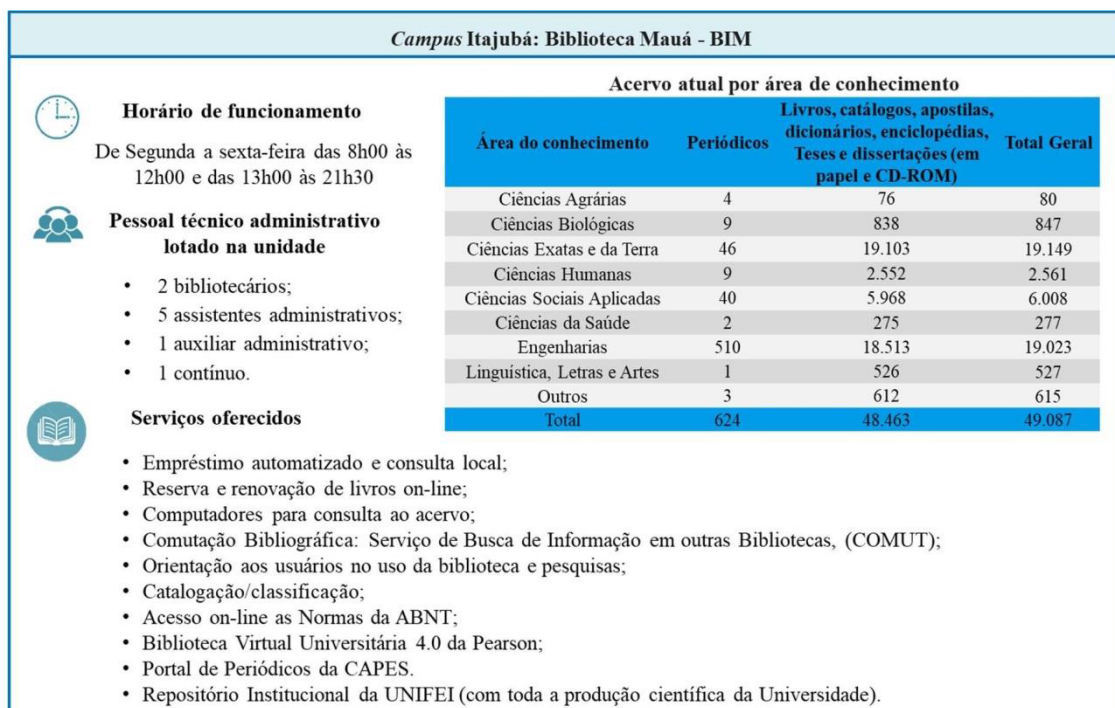 Campus Itajubá: Biblioteca Mauá - BIM
Horário de funcionamento
De Segunda a sexta-feira das 8h00 às
12h00 e das 13h00 às 21h30
Pessoal técnico administrativo
lotado na unidade
• 2 bibliotecários;
• 5 assistentes administrativos;
• 1 auxiliar administrativo;
• 1 contínuo.
Acervo atual por área de conhecimento
Área do conhecimento Periódicos Livros, catálogos, apostilas, dicionários, enciclopédias, Teses e dissertações (em papel e CD-ROM) Total Geral
Ciências Agrárias 4 76 80
Ciências Biológicas 9 838 847
Ciências Exatas e da Terra 46 19.103 19.149
Ciências Humanas 9 2.552 2.561
Ciências Sociais Aplicadas 40 5.968 6.008
Ciências da Saúde 2 275 277
Engenharias 510 18.513 19.023
Linguística, Letras e Artes 1 526 527
Outros 3 612 615
Total 624 48.463 49.087
Serviços oferecidos
• Empréstimo automatizado e consulta local;
• Reserva e renovação de livros on-line;
• Computadores para consulta ao acervo;
• Comutação Bibliográfica: Serviço de Busca de Informação em outras Bibliotecas, (COMUT);
• Orientação aos usuários no uso da biblioteca e pesquisas;
• Catalogação/classificação;
• Acesso on-line as Normas da ABNT;
• Biblioteca Virtual Universitária 4.0 da Pearson;
• Portal de Periódicos da CAPES.
• Repositório Institucional da UNIFEI (com toda a produção científica da Universidade).